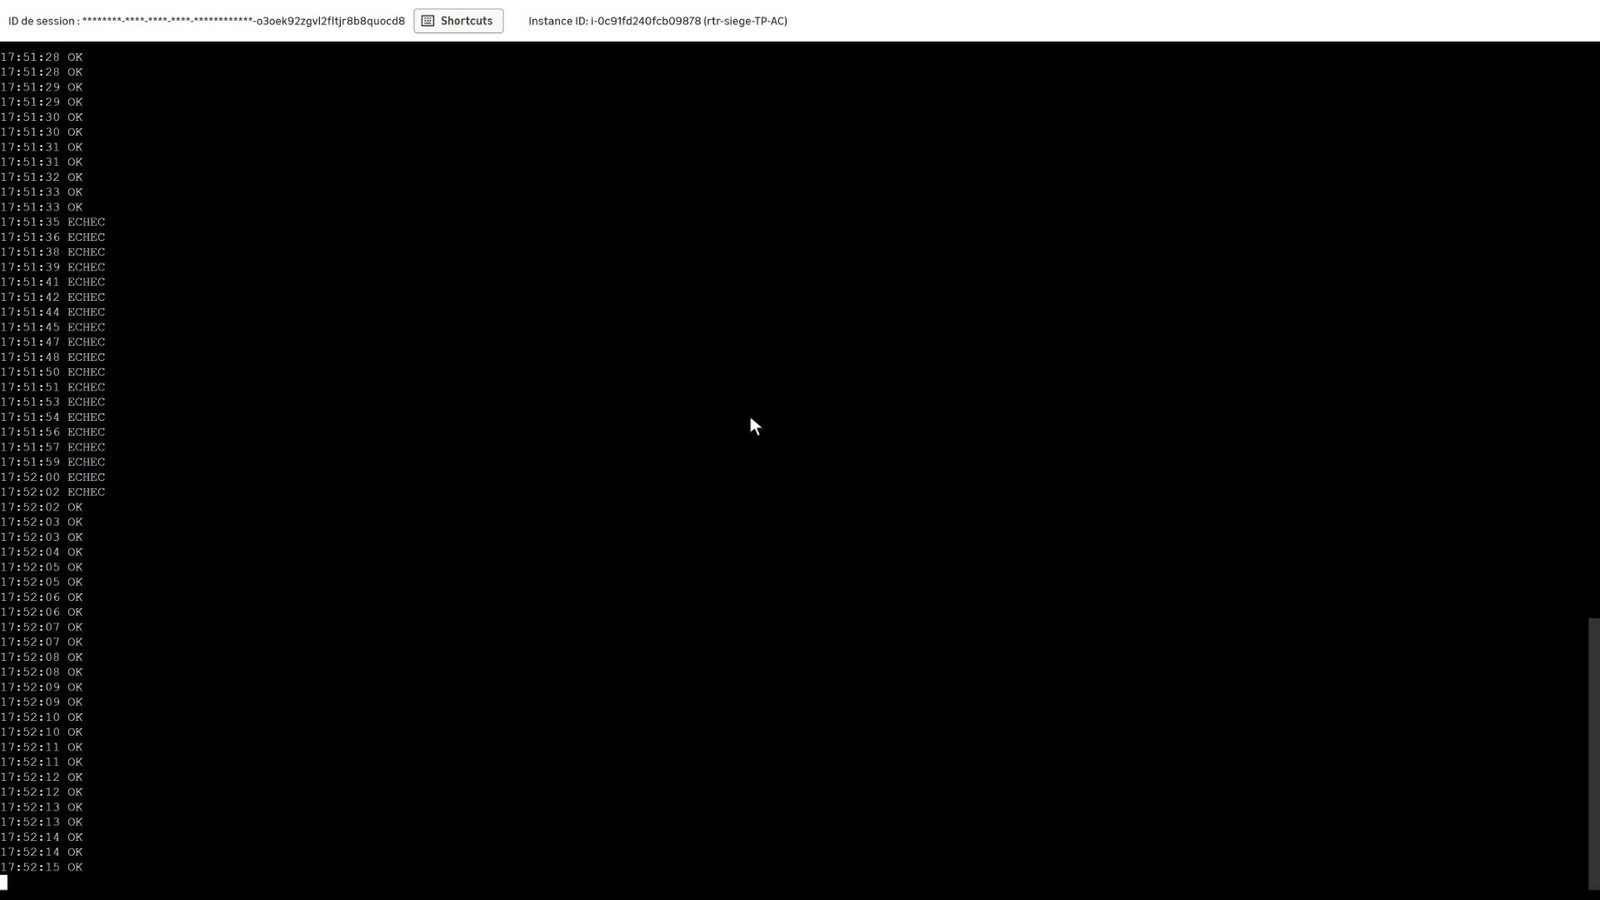 ID de session : ********-****-****-****-************-o3oek92zgvl2fltjr8b8quocd8 Shortcuts Instance ID: i-0c91fd240fcb09878 (rtr-siege-TP-AC)
17:51:28 OK
17:51:28 OK
17:51:29 OK
17:51:29 OK
17:51:30 OK
17:51:30 OK
17:51:31 OK
17:51:31 OK
17:51:32 OK
17:51:33 OK
17:51:33 OK
17:51:35 ECHEC
17:51:36 ECHEC
17:51:38 ECHEC
17:51:39 ECHEC
17:51:41 ECHEC
17:51:42 ECHEC
17:51:44 ECHEC
17:51:45 ECHEC
17:51:47 ECHEC
17:51:48 ECHEC
17:51:50 ECHEC
17:51:51 ECHEC
17:51:53 ECHEC
17:51:54 ECHEC
17:51:56 ECHEC
17:51:57 ECHEC
17:51:59 ECHEC
17:52:00 ECHEC
17:52:02 ECHEC
17:52:02 OK
17:52:03 OK
17:52:03 OK
17:52:04 OK
17:52:05 OK
17:52:05 OK
17:52:06 OK
17:52:06 OK
17:52:07 OK
17:52:07 OK
17:52:08 OK
17:52:08 OK
17:52:09 OK
17:52:09 OK
17:52:10 OK
17:52:10 OK
17:52:11 OK
17:52:11 OK
17:52:12 OK
17:52:12 OK
17:52:13 OK
17:52:13 OK
17:52:14 OK
17:52:14 OK
17:52:15 OK